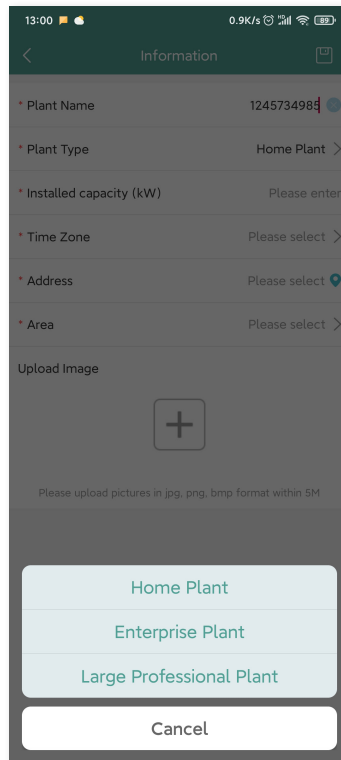 13:00 0.9K/s HD 89
Information
* Plant Name 1245734985
* Plant Type Home Plant
* Installed capacity (kW) Please enter
* Time Zone Please select
* Address Please select
* Area Please select
Upload Image
Please upload pictures in jpg, png, bmp format within 5M
Home Plant
Enterprise Plant
Large Professional Plant
Cancel